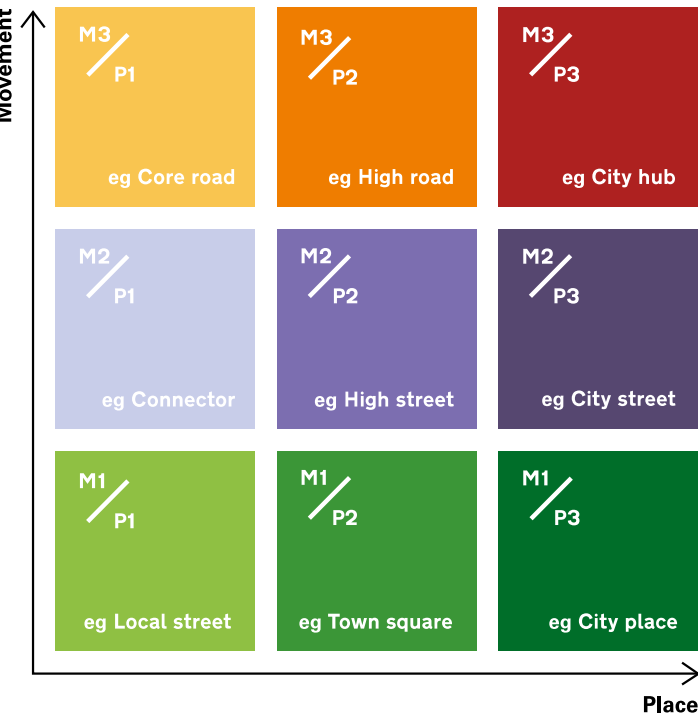 Movement
M3
P1
eg Core road
M3
P2
eg High road
M3
P3
eg City hub
M2
P1
eg Connector
M2
P2
eg High street
M2
P3
eg City street
M1
P1
eg Local street
M1
P2
eg Town square
M1
P3
eg City place
Place